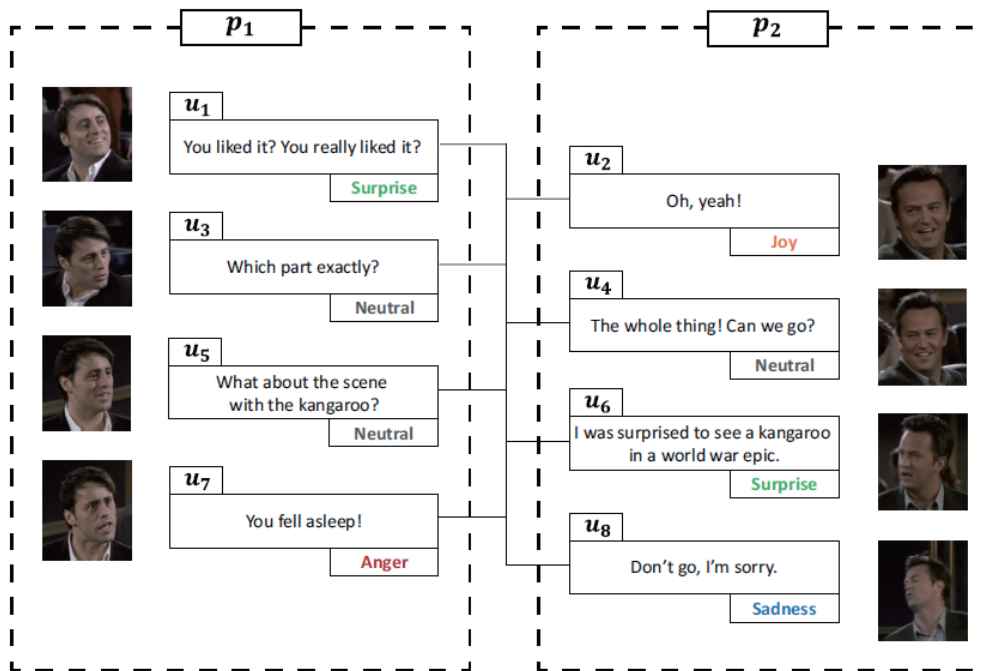 p1
p2
u1
You liked it? You really liked it?
Surprise
u2
Oh, yeah!
Joy
u3
Which part exactly?
Neutral
u4
The whole thing! Can we go?
Neutral
u5
What about the scene
with the kangaroo?
Neutral
u6
I was surprised to see a kangaroo
in a world war epic.
Surprise
u7
You fell asleep!
Anger
u8
Don’t go, I’m sorry.
Sadness